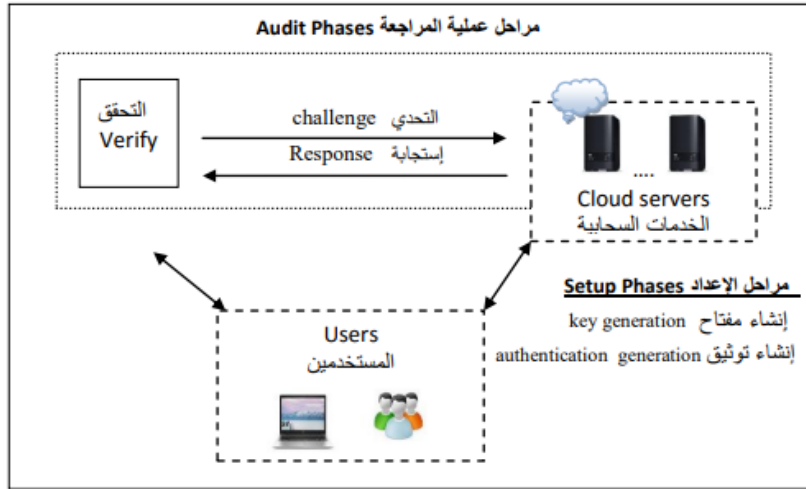 مراحل عملية المراجعة Audit Phases
التحقق
Verify
التحدي challenge
إستجابة Response
....
Cloud servers
الخدمات السحابية
مراحل الإعداد Setup Phases
إنشاء مفتاح key generation
إنشاء توثيق authentication generation
Users
المستخدمين